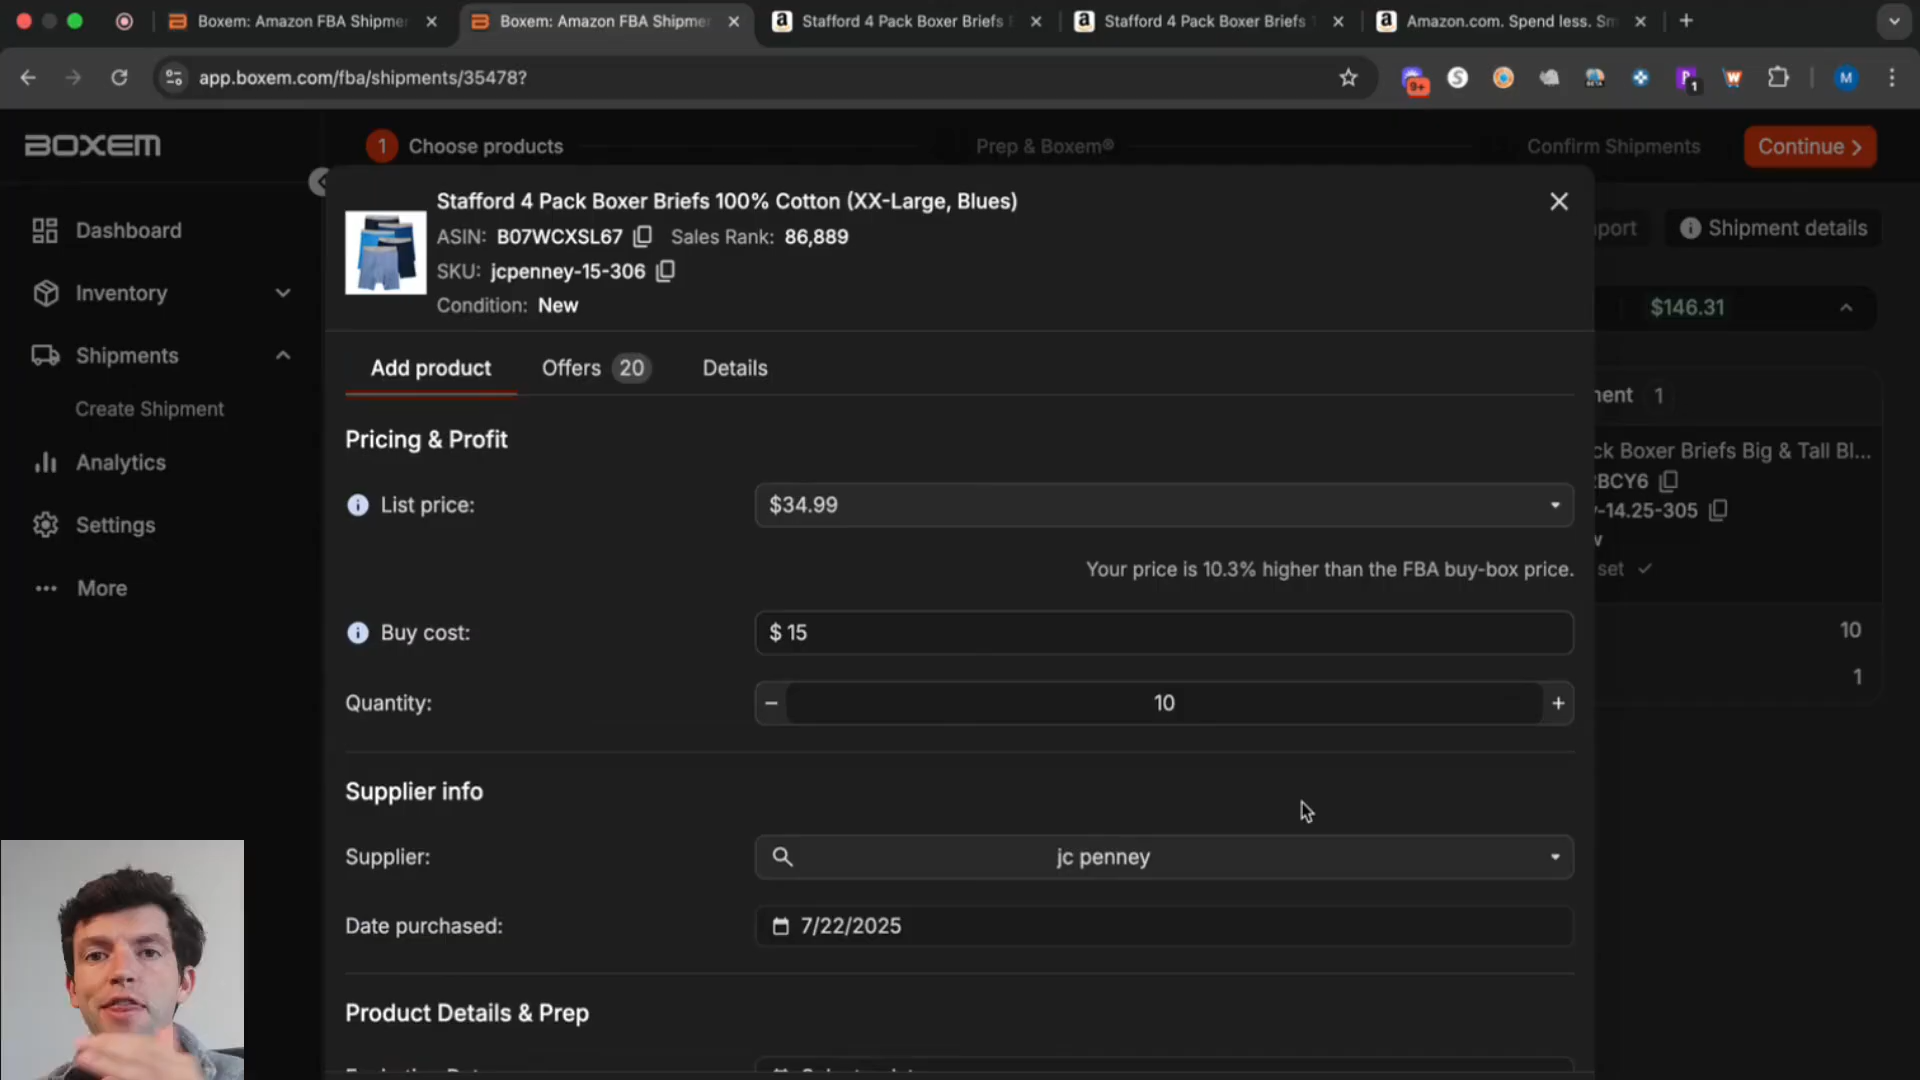 Boxem: Amazon FBA Shipmer
Boxem: Amazon FBA Shipmer
Stafford 4 Pack Boxer Briefs
Stafford 4 Pack Boxer Briefs
Amazon.com. Spend less. Sm
app.boxem.com/fba/shipments/35478?
9+
1
M
BOXEM
1 Choose products
Prep & Boxem®
Confirm Shipments
Continue
Dashboard
Inventory
Shipments
Create Shipment
Analytics
Settings
More
Stafford 4 Pack Boxer Briefs 100% Cotton (XX-Large, Blues)
ASIN: B07WCXSL67 Sales Rank: 86,889
SKU: jcpenney-15-306
Condition: New
port
Shipment details
$146.31
Add product
Offers 20
Details
nent 1
ck Boxer Briefs Big & Tall Bl...
BCY6
-14.25-305
set
10
1
Pricing & Profit
List price:
$34.99
Your price is 10.3% higher than the FBA buy-box price.
Buy cost:
$ 15
Quantity:
10
Supplier info
Supplier:
jc penney
Date purchased:
7/22/2025
Product Details & Prep